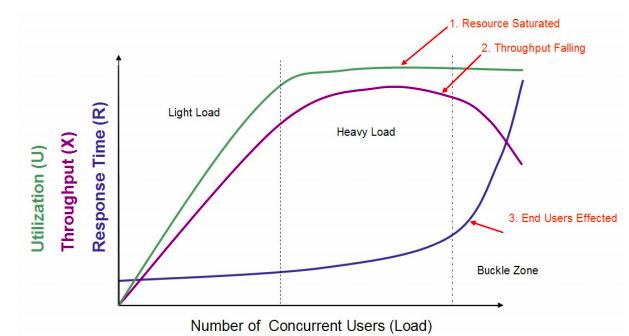 1. Resource Saturated
2. Throughput Falling
Light Load
Heavy Load
Utilization (U)
Throughput (X)
Response Time (R)
3. End Users Effected
Buckle Zone
Number of Concurrent Users (Load)